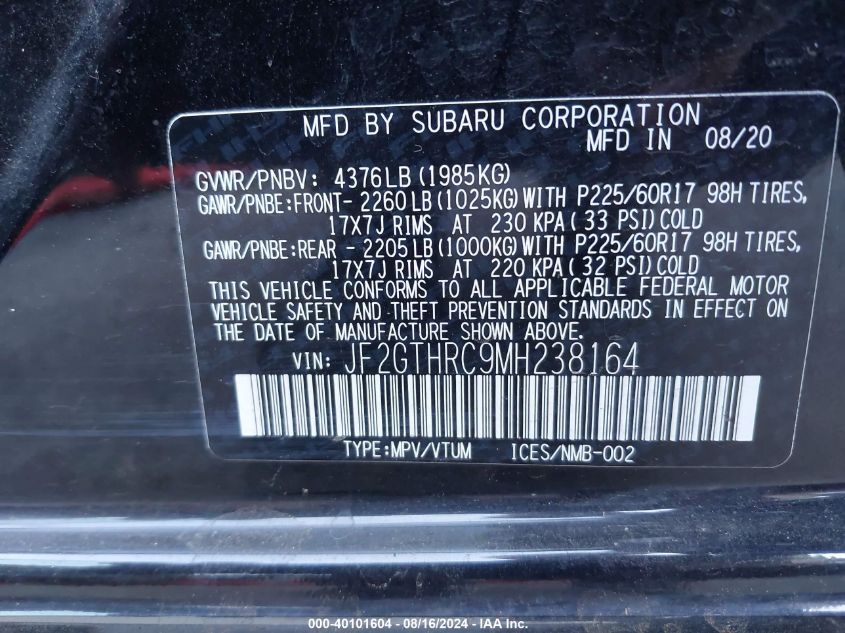 MFD BY SUBARU CORPORATION
MFD IN 08/20
GVWR/PNBV: 4376LB (1985KG)
GAWR/PNBE:FRONT- 2260LB (1025KG) WITH P225/60R17 98H TIRES,
17X7J RIMS AT 230 KPA ( 33 PSI) COLD
GAWR/PNBE:REAR - 2205LB (1000KG) WITH P225/60R17 98H TIRES,
17X7J RIMS AT 220 KPA ( 32 PSI) COLD
THIS VEHICLE CONFORMS TO ALL APPLICABLE FEDERAL MOTOR
VEHICLE SAFETY AND THEFT PREVENTION STANDARDS IN EFFECT ON
THE DATE OF MANUFACTURE SHOWN ABOVE.
VIN: JF2GTHRC9MH238164
TYPE:MPV/VTUM ICES/NMB-002
000-40101604 - 08/16/2024 - IAA Inc.